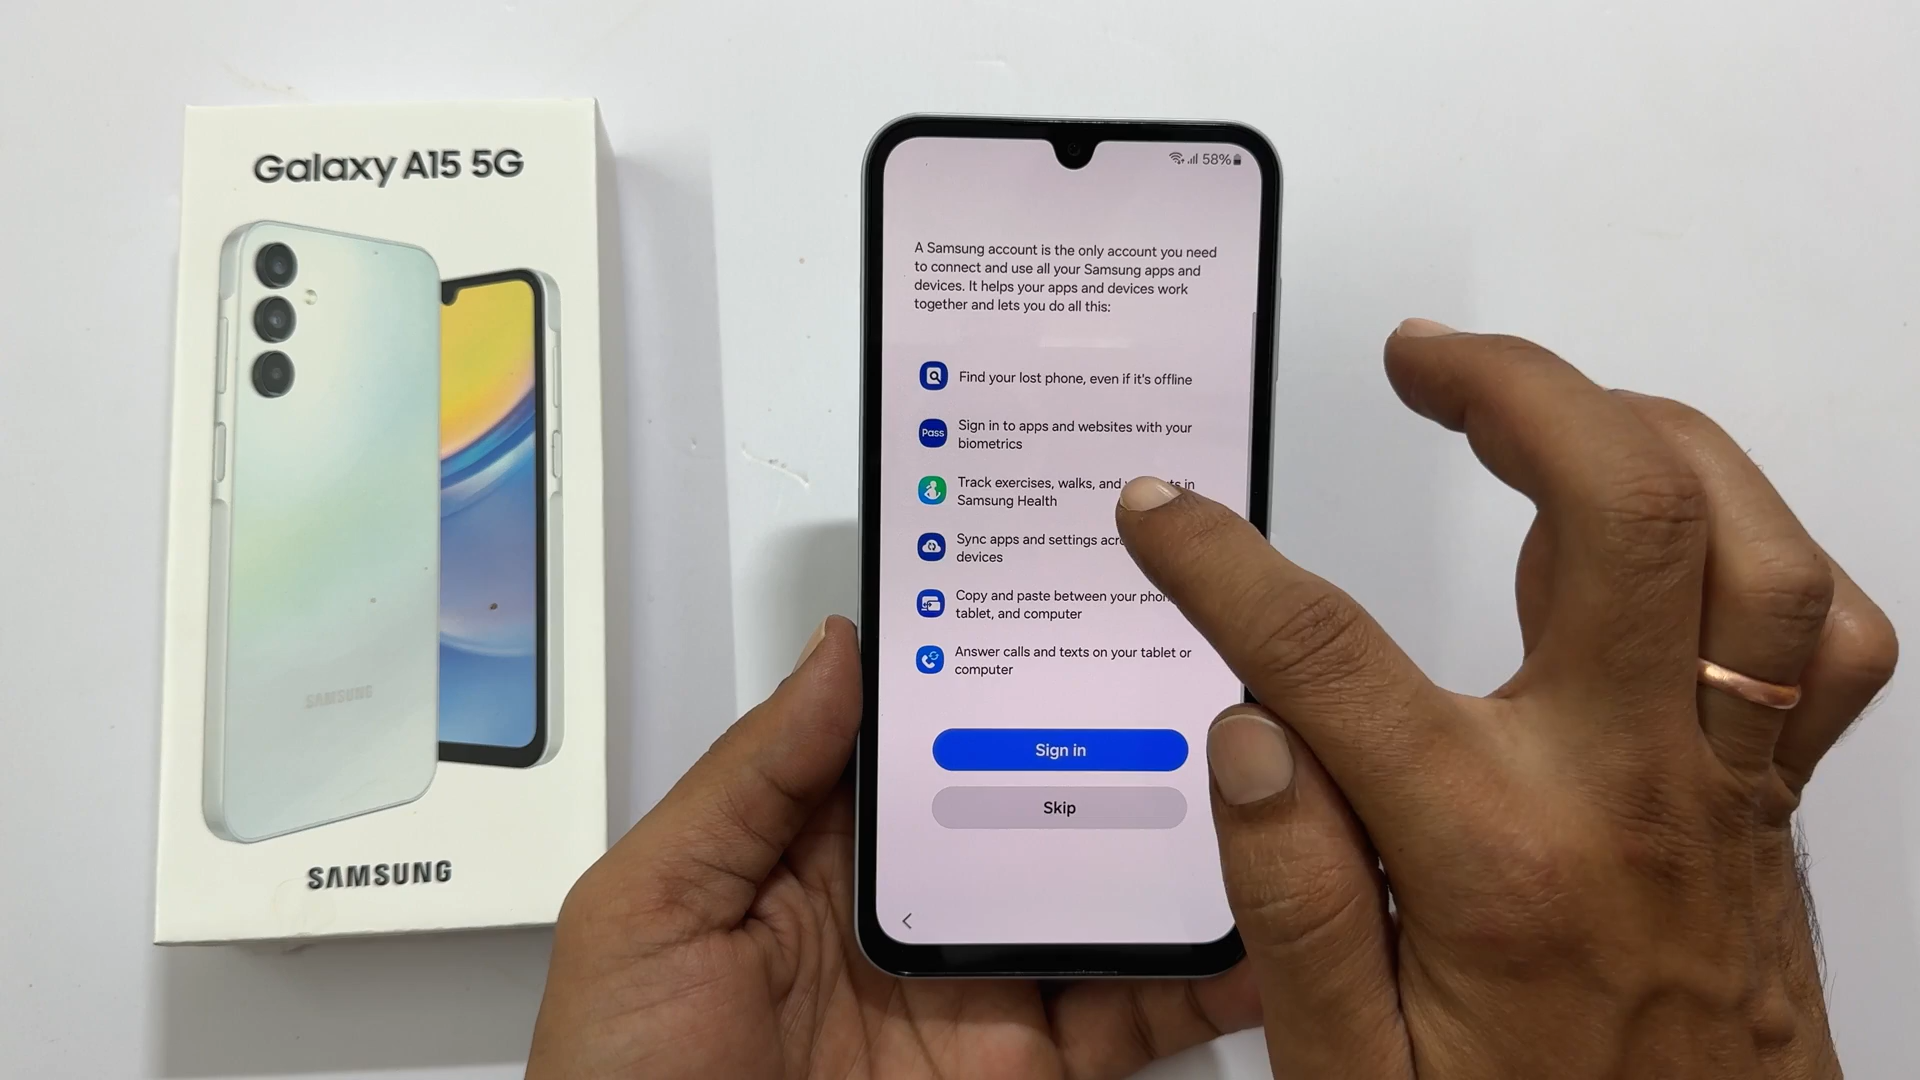 Galaxy A15 5G
SAMSUNG
SAMSUNG
58%
A Samsung account is the only account you need
to connect and use all your Samsung apps and
devices. It helps your apps and devices work
together and lets you do all this:
Find your lost phone, even if it's offline
Pass
Sign in to apps and websites with your
biometrics
Track exercises, walks, and in
Samsung Health
Sync apps and settings
devices
Copy and paste between your
tablet, and computer
Answer calls and texts on your tablet or
computer
Sign in
Skip